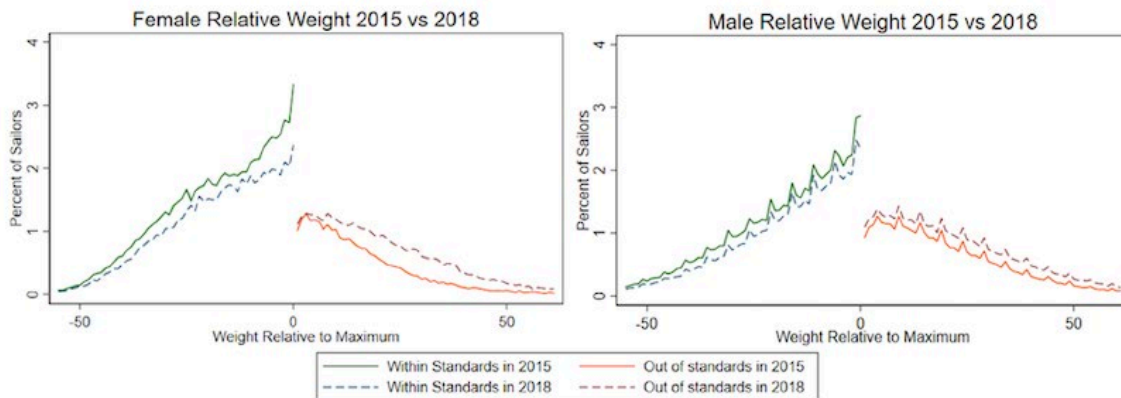 Female Relative Weight 2015 vs 2018
Percent of Sailors
4
3
2
1
0
-50
0
50
Weight Relative to Maximum
Male Relative Weight 2015 vs 2018
Percent of Sailors
4
3
2
1
0
-50
0
50
Weight Relative to Maximum
Within Standards in 2015
Out of standards in 2015
Within Standards in 2018
Out of standards in 2018